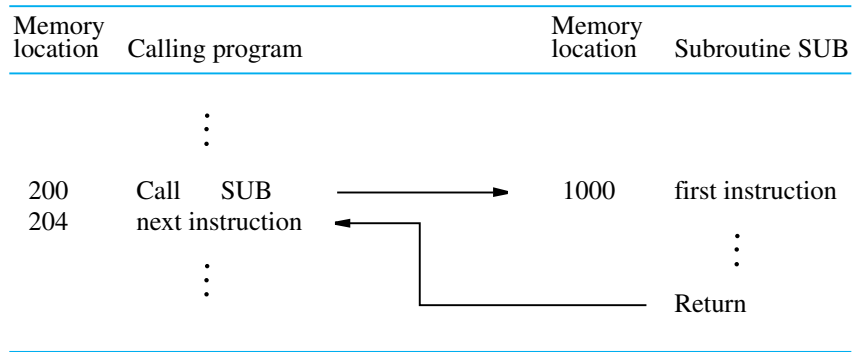 Memory location Calling program Memory location Subroutine SUB
200 Call SUB 1000 first instruction
204 next instruction
Return